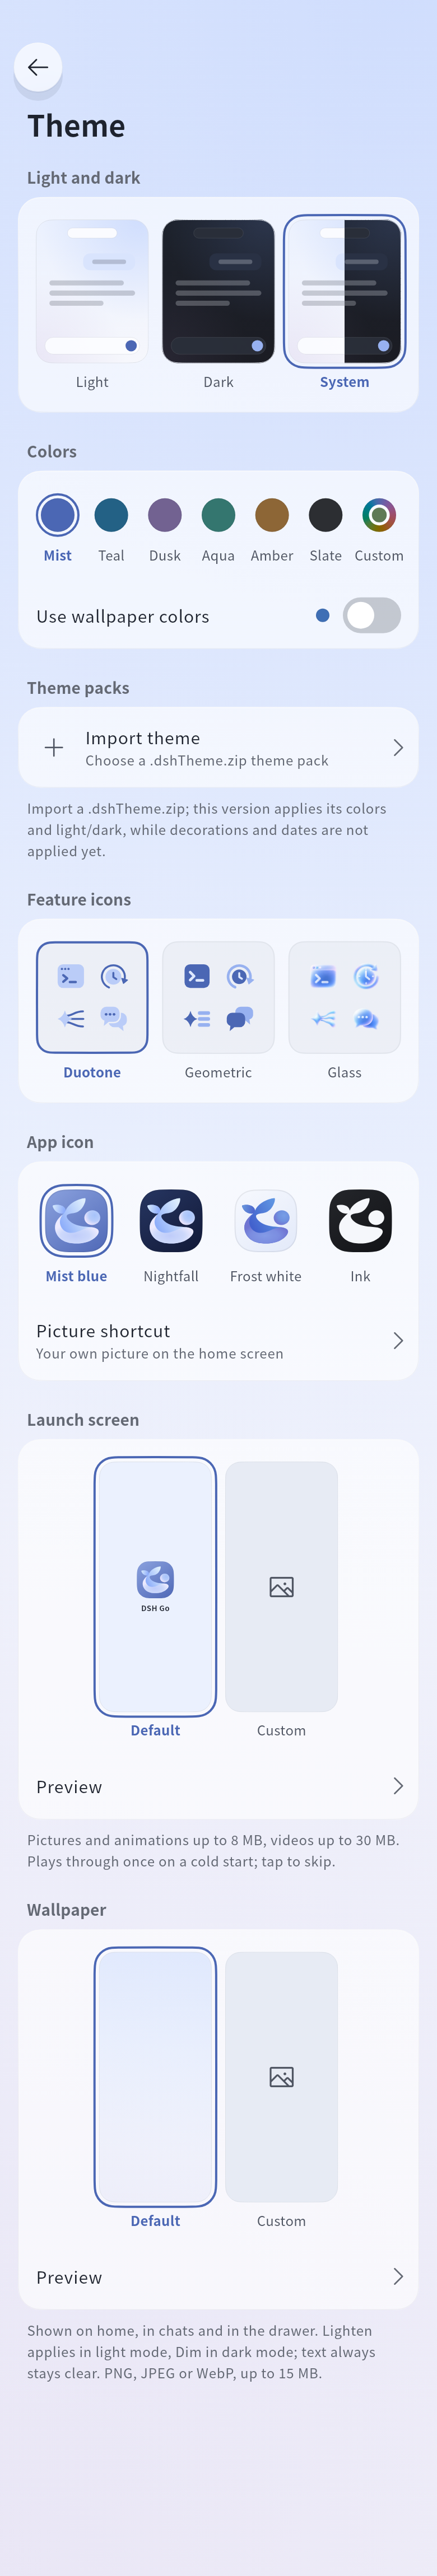 Theme
Light and dark
Light
Dark
System
Colors
Mist
Teal
Dusk
Aqua
Amber
Slate
Custom
Use wallpaper colors
Theme packs
Import theme
Choose a .dshTheme.zip theme pack
Import a .dshTheme.zip; this version applies its colors
and light/dark, while decorations and dates are not
applied yet.
Feature icons
Duotone
Geometric
Glass
App icon
Mist blue
Nightfall
Frost white
Ink
Picture shortcut
Your own picture on the home screen
Launch screen
DSH Go
Default
Custom
Preview
Pictures and animations up to 8 MB, videos up to 30 MB.
Plays through once on a cold start; tap to skip.
Wallpaper
Default
Custom
Preview
Shown on home, in chats and in the drawer. Lighten
applies in light mode, Dim in dark mode; text always
stays clear. PNG, JPEG or WebP, up to 15 MB.